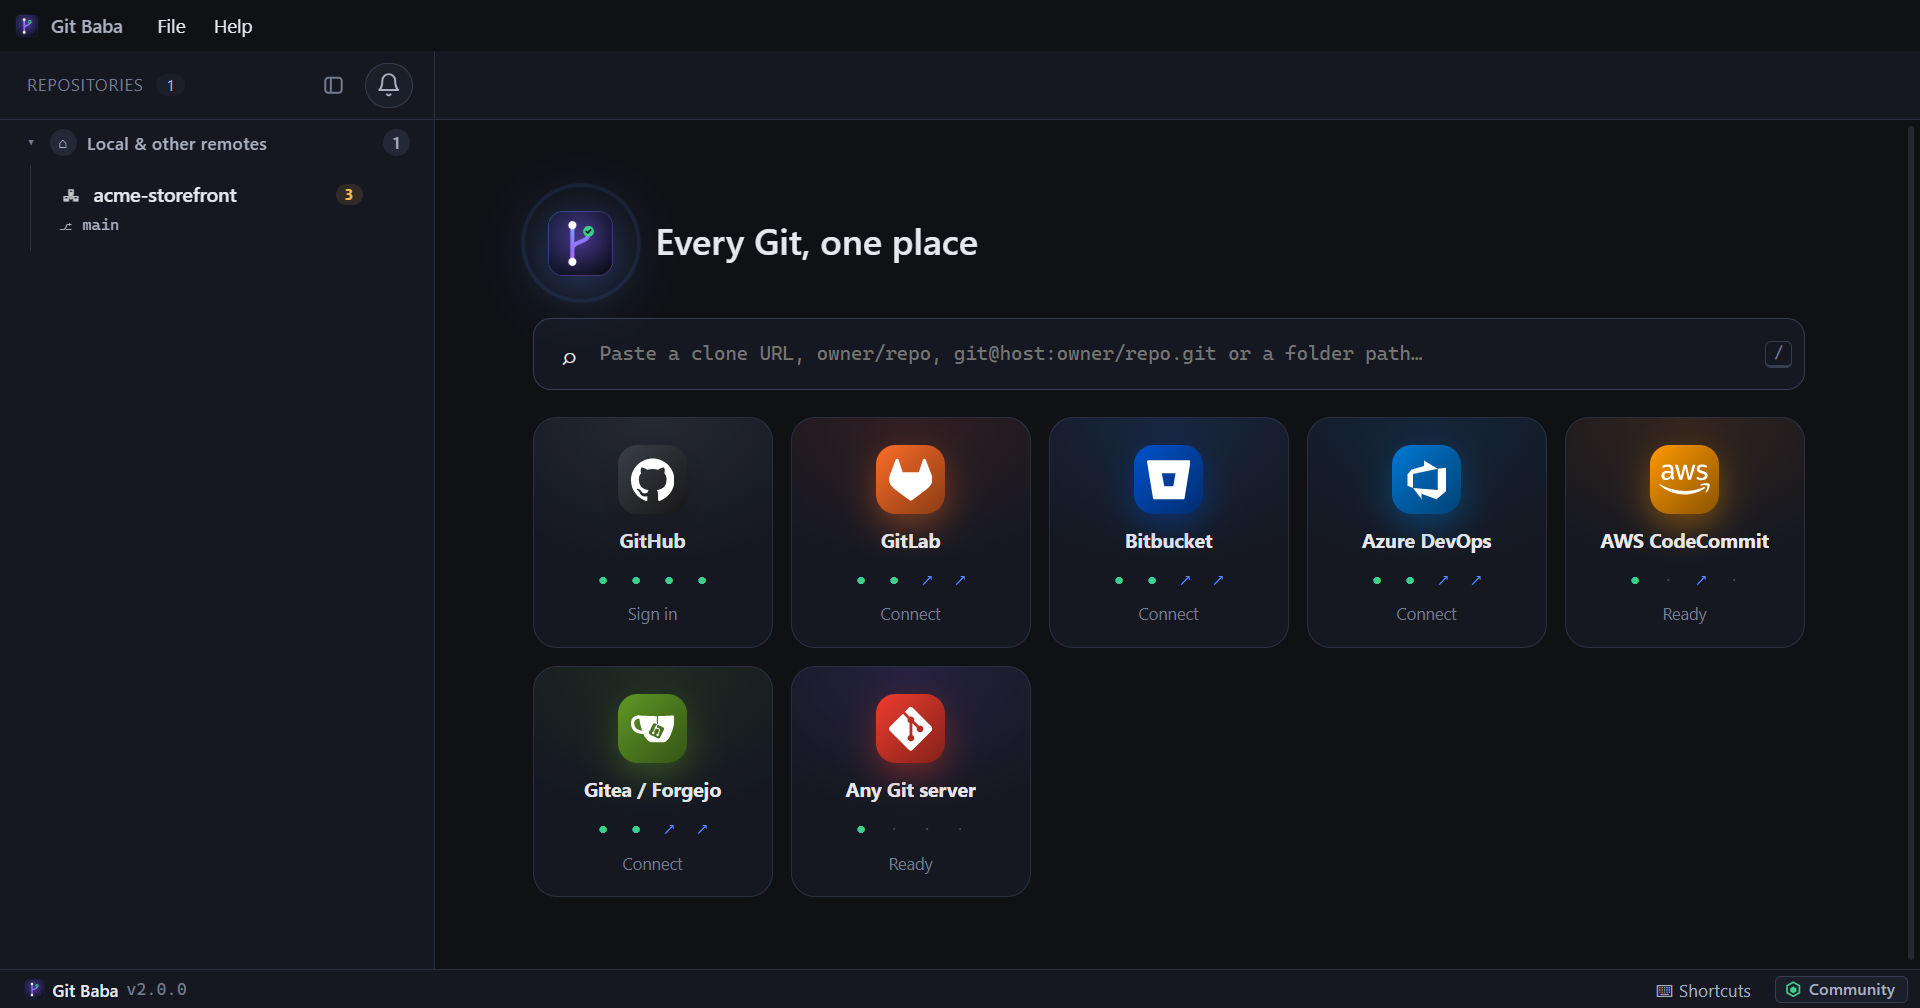 Git Baba File Help
REPOSITORIES 1
Local & other remotes 1
acme-storefront 3
main
Every Git, one place
Paste a clone URL, owner/repo, git@host:owner/repo.git or a folder path… /
aws
GitHub GitLab Bitbucket Azure DevOps AWS CodeCommit
Sign in Connect Connect Connect Ready
Gitea / Forgejo Any Git server
Connect Ready
Git Baba v2.0.0 Shortcuts Community